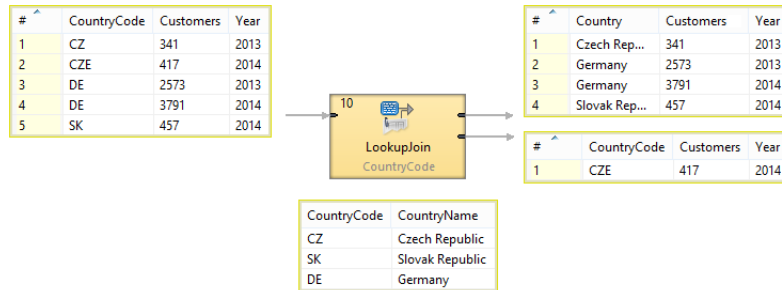 # CountryCode Customers Year
1 CZ 341 2013
2 CZE 417 2014
3 DE 2573 2013
4 DE 3791 2014
5 SK 457 2014
10
LookupJoin
CountryCode
# Country Customers Year
1 Czech Rep... 341 2013
2 Germany 2573 2013
3 Germany 3791 2014
4 Slovak Rep... 457 2014
# CountryCode Customers Year
1 CZE 417 2014
CountryCode CountryName
CZ Czech Republic
SK Slovak Republic
DE Germany